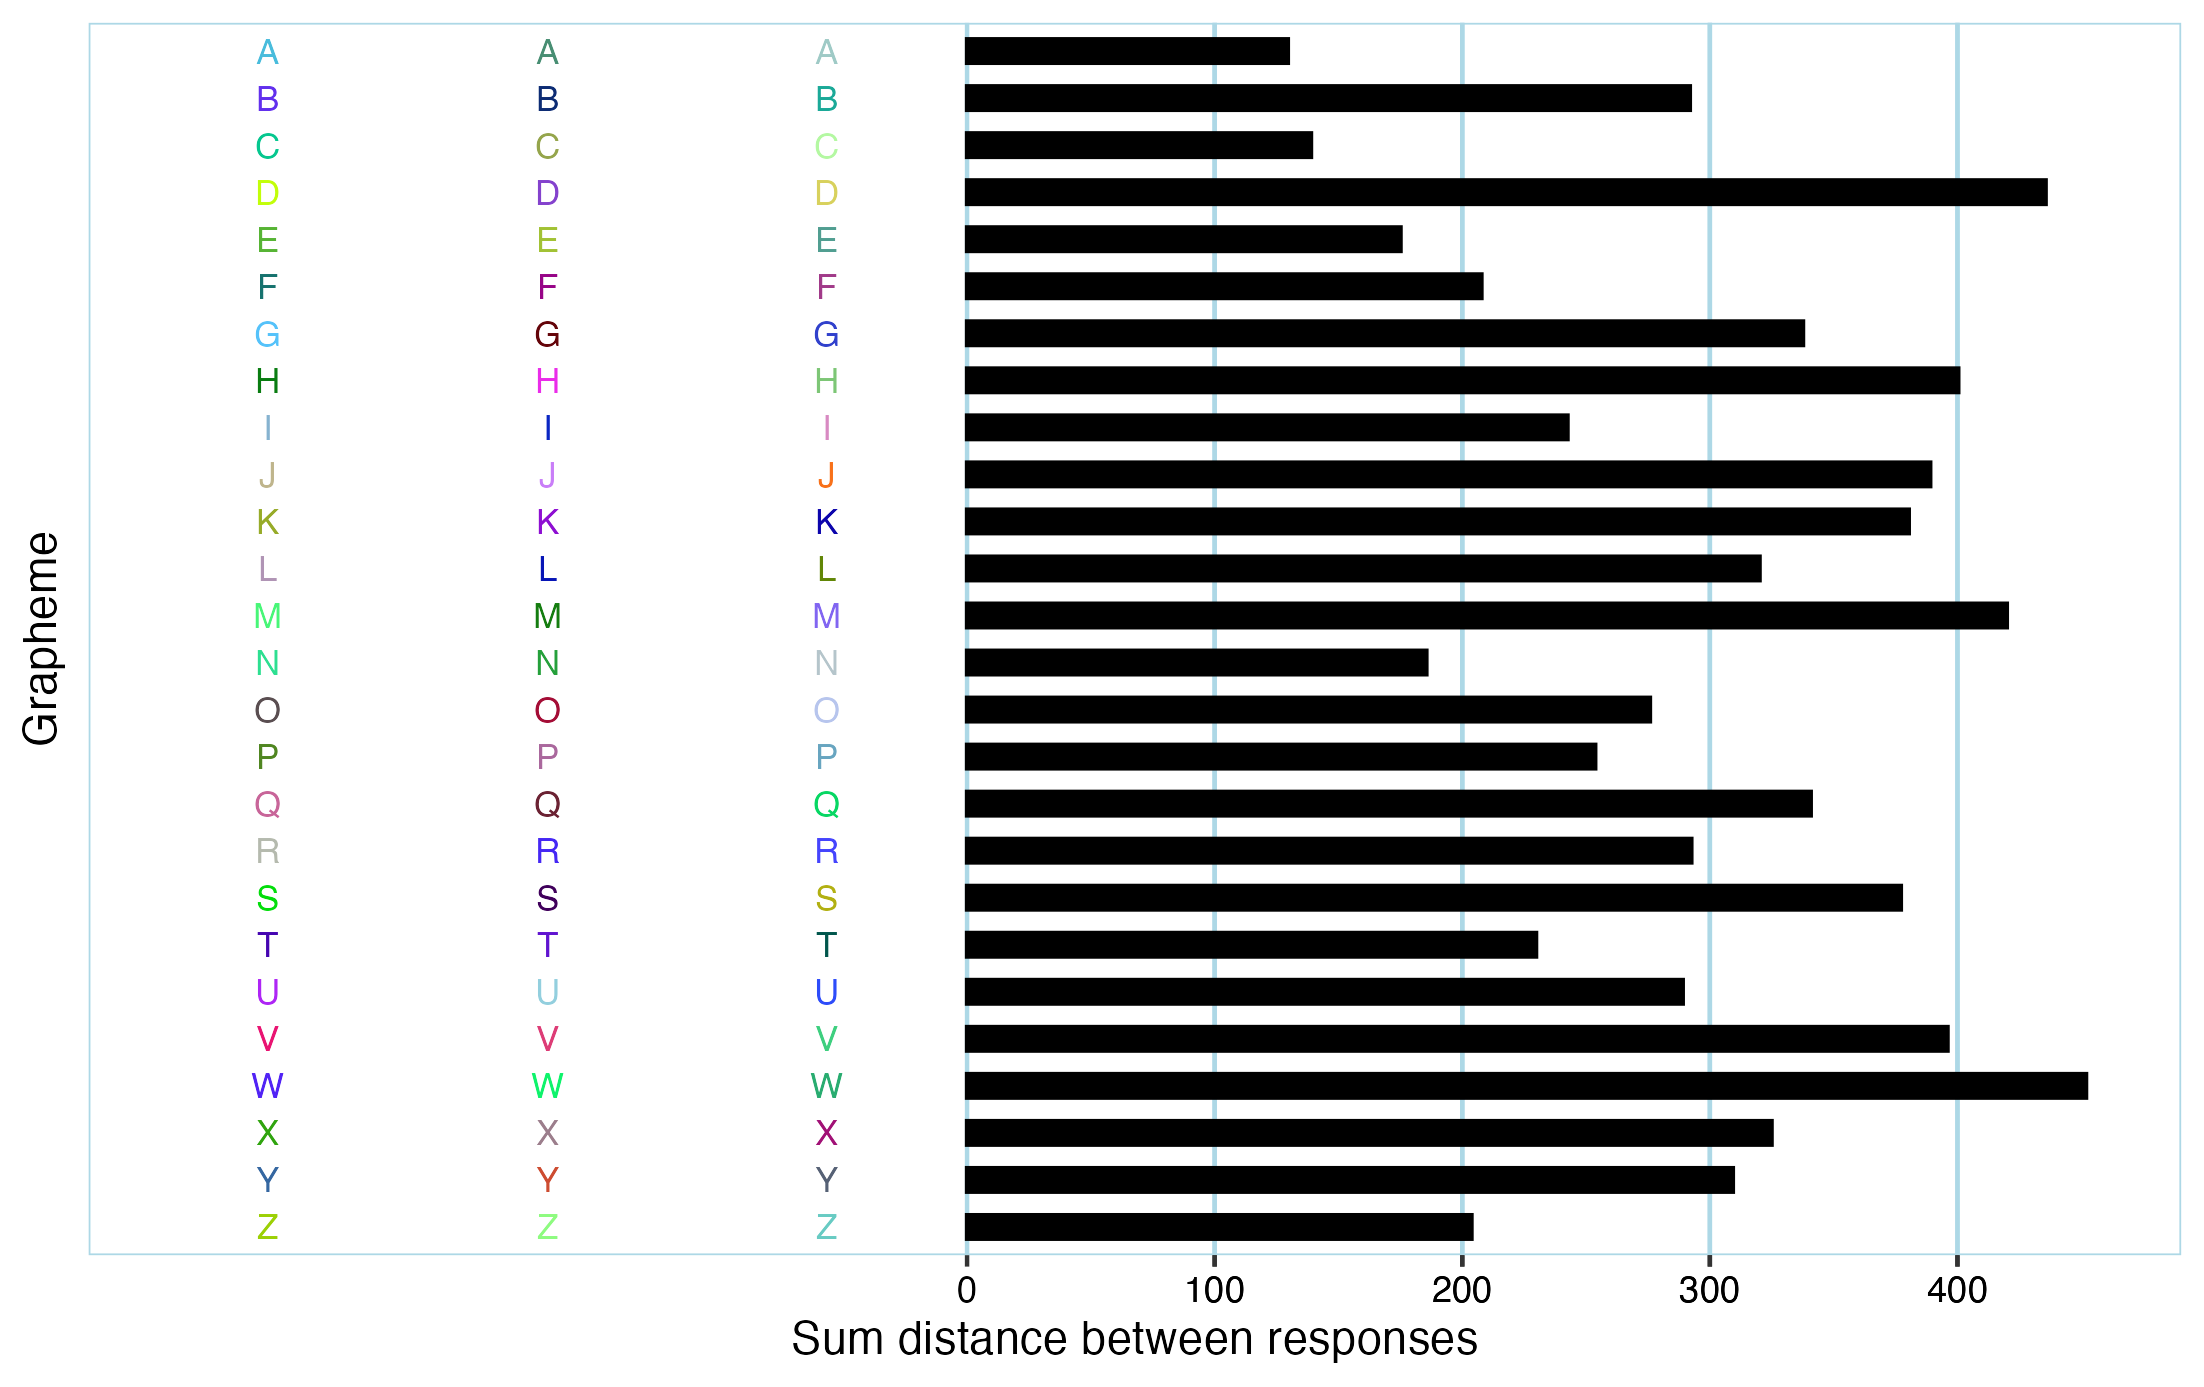 Grapheme
A A A
B B B
C C C
D D D
E E E
F F F
G G G
H H H
I I I
J J J
K K K
L L L
M M M
N N N
O O O
P P P
Q Q Q
R R R
S S S
T T T
U U U
V V V
W W W
X X X
Y Y Y
Z Z Z
0 100 200 300 400
Sum distance between responses